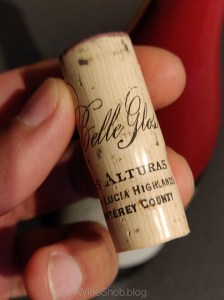 Belle Glos
S ALTURAS
LUCIA HIGHLANDS
TEREY COUNTY
WineSnob.blog